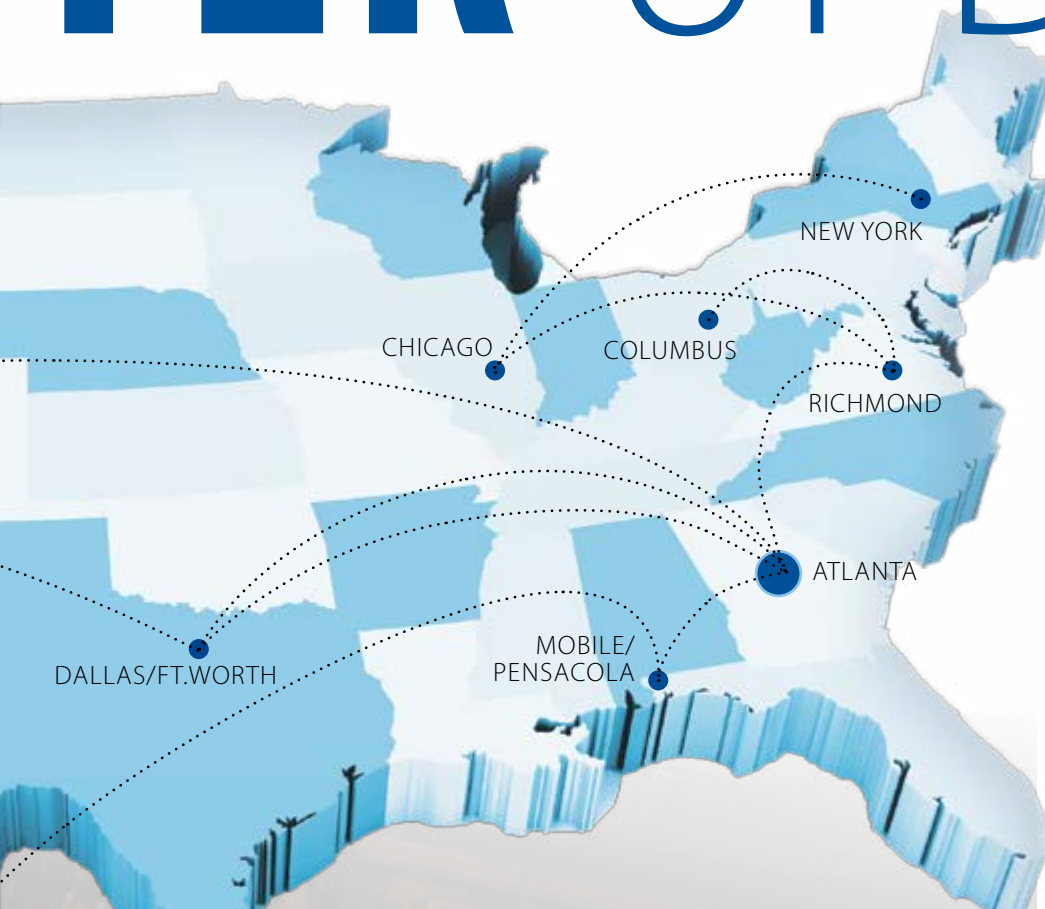 NEW YORK
CHICAGO
COLUMBUS
RICHMOND
ATLANTA
MOBILE/
PENSACOLA
DALLAS/FT.WORTH